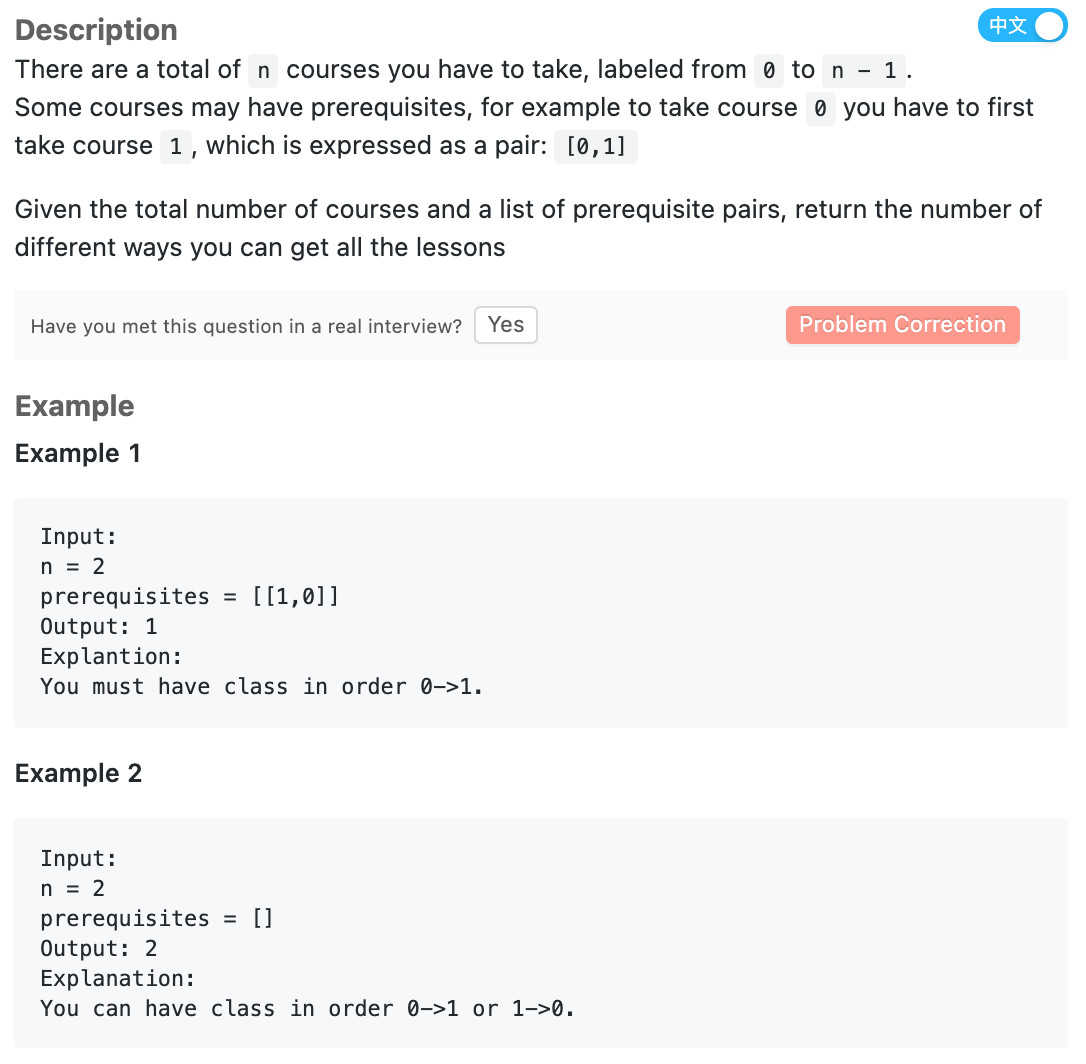 Description
中文
There are a total of n courses you have to take, labeled from 0 to n - 1.
Some courses may have prerequisites, for example to take course 0 you have to first
take course 1, which is expressed as a pair: [0,1]
Given the total number of courses and a list of prerequisite pairs, return the number of
different ways you can get all the lessons
Have you met this question in a real interview? Yes
Problem Correction
Example
Example 1
Input:
n = 2
prerequisites = [[1,0]]
Output: 1
Explantion:
You must have class in order 0->1.
Example 2
Input:
n = 2
prerequisites = []
Output: 2
Explanation:
You can have class in order 0->1 or 1->0.